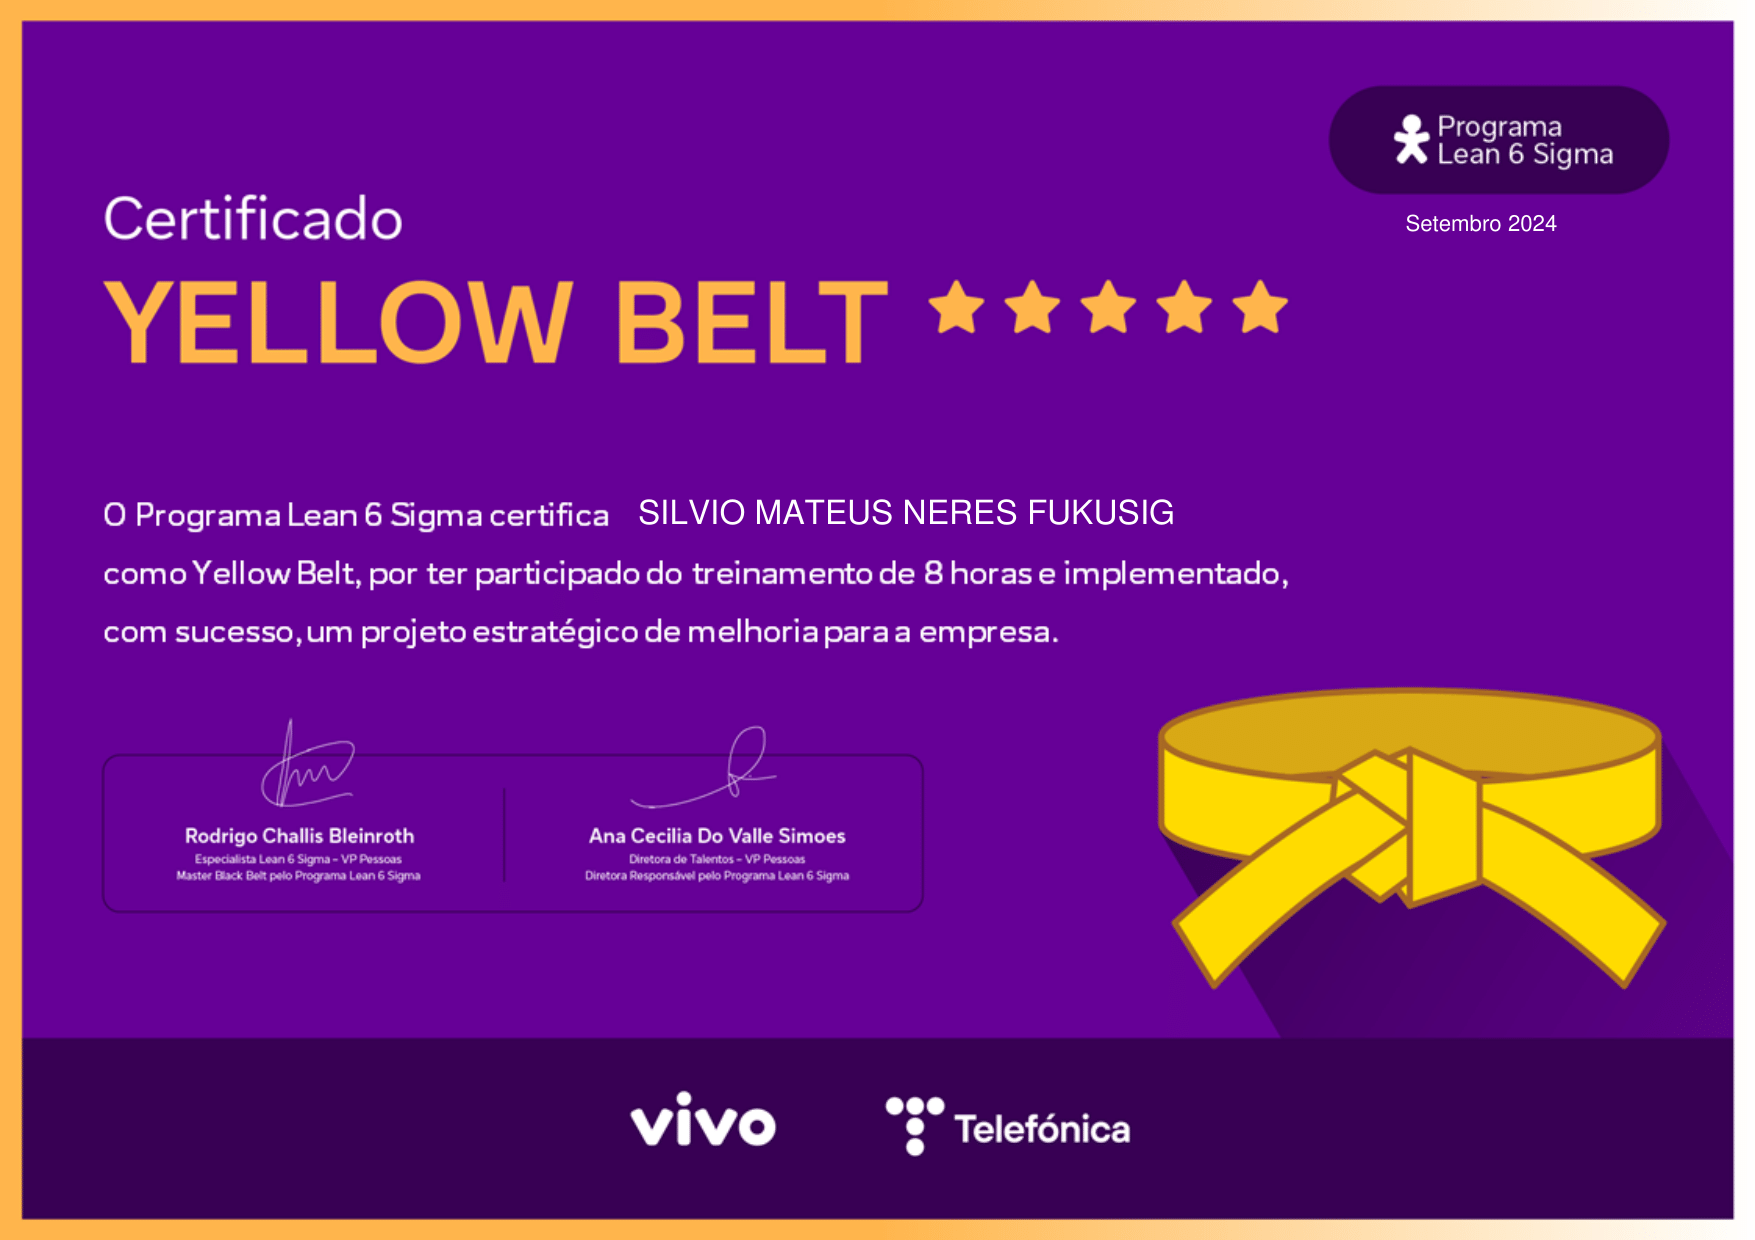 Programa
Lean 6 Sigma
Setembro 2024
Certificado
YELLOW BELT
O Programa Lean 6 Sigma certifica SILVIO MATEUS NERES FUKUSIG
como Yellow Belt, por ter participado do treinamento de 8 horas e implementado,
com sucesso, um projeto estratégico de melhoria para a empresa.
Rodrigo Challis Bleinroth
Especialista Lean 6 Sigma – VP Pessoas
Master Black Belt pelo Programa Lean 6 Sigma
Ana Cecilia Do Valle Simoes
Diretora de Talentos – VP Pessoas
Diretora Responsável pelo Programa Lean 6 Sigma
vivo
Telefónica